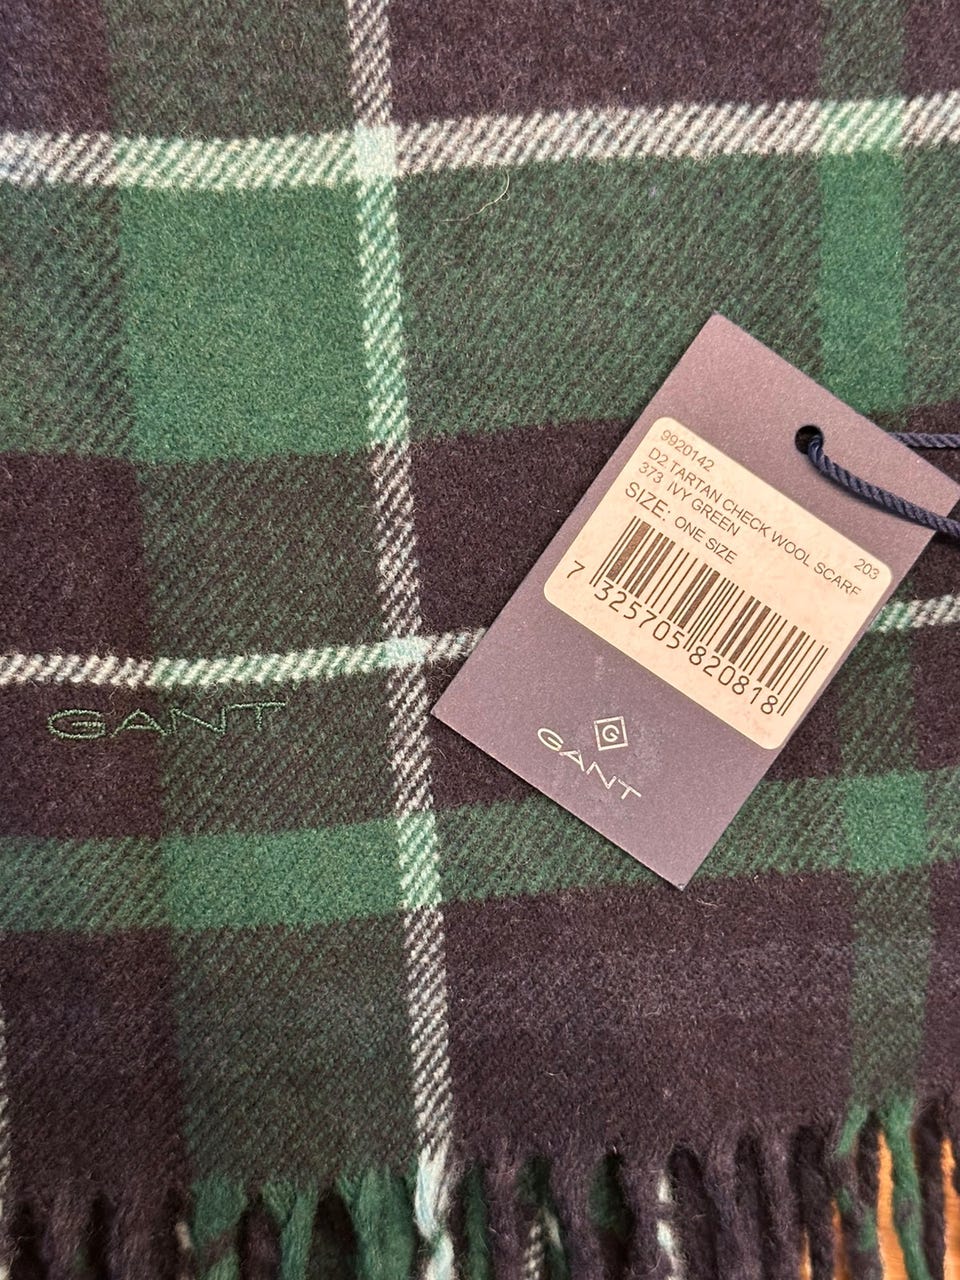 9920142
D2.TARTAN CHECK WOOL SCARF
373 IVY GREEN 203
SIZE: ONE SIZE
7 325705 820818
G
GANT
GANT